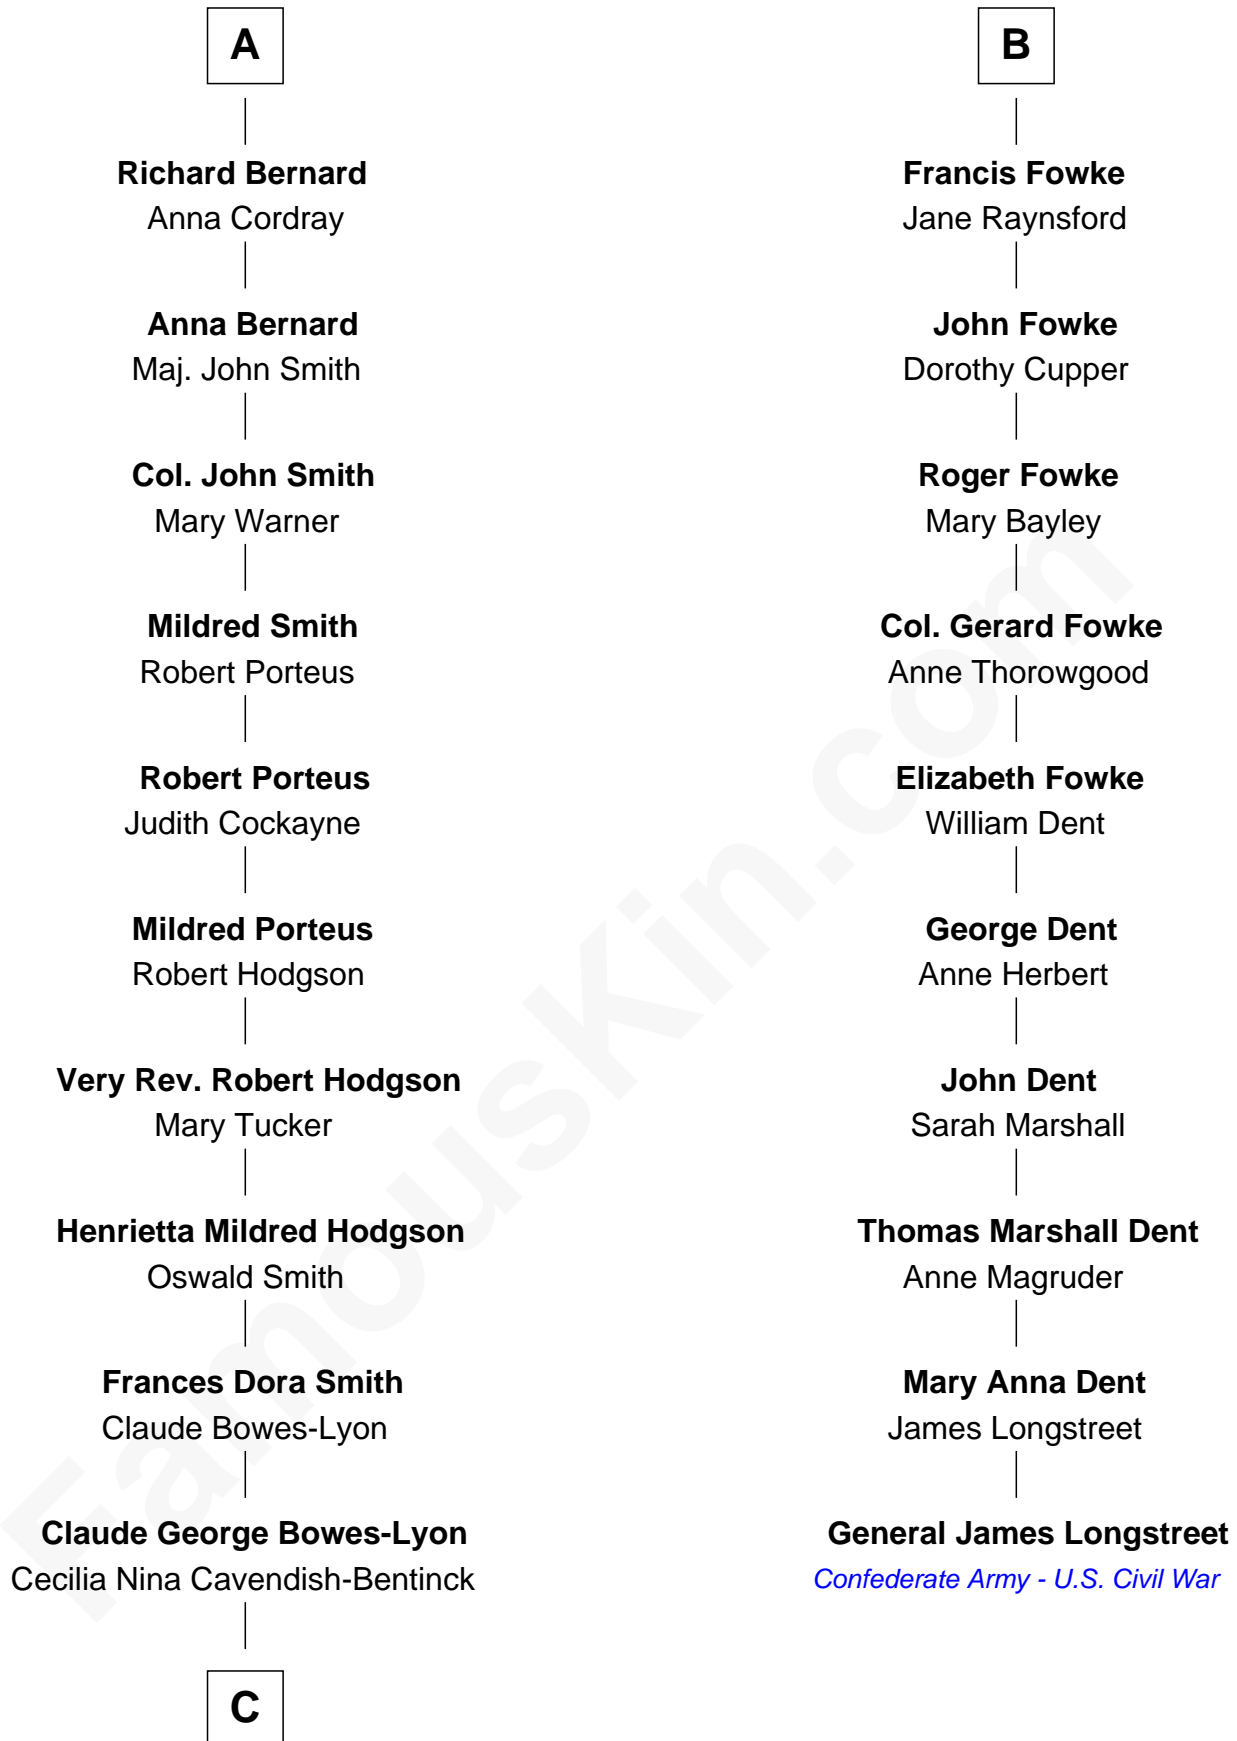 A
Richard Bernard
Anna Cordray
Anna Bernard
Maj. John Smith
Col. John Smith
Mary Warner
Mildred Smith
Robert Porteus
Robert Porteus
Judith Cockayne
Mildred Porteus
Robert Hodgson
Very Rev. Robert Hodgson
Mary Tucker
Henrietta Mildred Hodgson
Oswald Smith
Frances Dora Smith
Claude Bowes-Lyon
Claude George Bowes-Lyon
Cecilia Nina Cavendish-Bentinck
C
B
Francis Fowke
Jane Raynsford
John Fowke
Dorothy Cupper
Roger Fowke
Mary Bayley
Col. Gerard Fowke
Anne Thorowgood
Elizabeth Fowke
William Dent
George Dent
Anne Herbert
John Dent
Sarah Marshall
Thomas Marshall Dent
Anne Magruder
Mary Anna Dent
James Longstreet
General James Longstreet
Confederate Army - U.S. Civil War
FamousKin.com